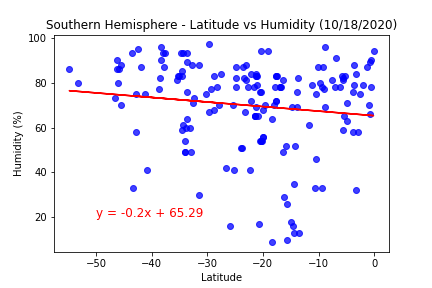 Southern Hemisphere - Latitude vs Humidity (10/18/2020)
100
80
60
40
20
Humidity (%)
y = -0.2x + 65.29
−50
−40
−30
−20
−10
0
Latitude